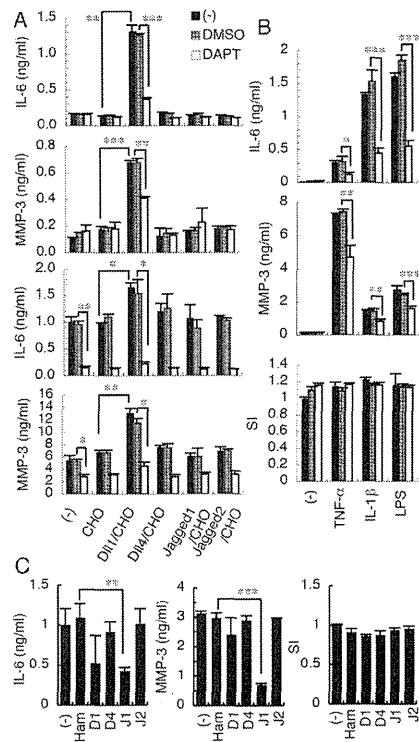 A
(-)
DMSO
DAPT
IL-6 (ng/ml)
1.5
1.0
0.5
0.0
** ***
MMP-3 (ng/ml)
0.8
0.6
0.4
0.2
0.0
*** **
IL-6 (ng/ml)
2.0
1.5
1.0
0.5
0.0
** * *
MMP-3 (ng/ml)
16
14
12
10
8
6
4
2
0
* ** *
(-)
CHO
Dll1/CHO
Dll4/CHO
Jagged1/CHO
Jagged2/CHO
B
IL-6 (ng/ml)
2
1.5
1
0.5
0
* *** ***
MMP-3 (ng/ml)
8
6
4
2
0
** ** ***
SI
1.5
1.2
1
0.8
0.6
0.4
0.2
0
(-)
TNF-α
IL-1β
LPS
C
IL-6 (ng/ml)
1.5
1
0.5
0
**
(-) Ham D1 D4 J1 J2
MMP-3 (ng/ml)
4
3
2
1
0
***
(-) Ham D1 D4 J1 J2
SI
1.5
1
0.5
0
(-) Ham D1 D4 J1 J2